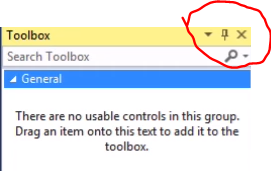 Toolbox
Search Toolbox
General
There are no usable controls in this group.
Drag an item onto this text to add it to the
toolbox.